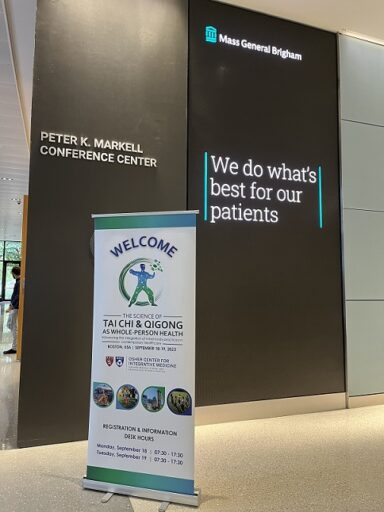 Mass General Brigham
PETER K. MARKELL
CONFERENCE CENTER
We do what's
best for our
patients
WELCOME
THE SCIENCE OF
TAI CHI & QIGONG
AS WHOLE-PERSON HEALTH
BOSTON, USA | SEPTEMBER 18-19, 2023
OSHER CENTER FOR
INTEGRATIVE MEDICINE
REGISTRATION & INFORMATION
DESK HOURS
Monday, September 18 | 07:30 - 17:30
Tuesday, September 19 | 07:30 - 17:30